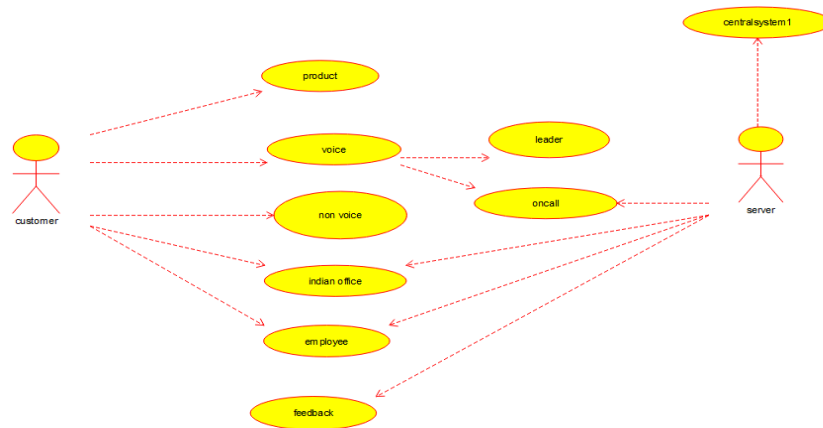 centralsystem1
product
voice
leader
customer
non voice
oncall
server
indian office
employee
feedback